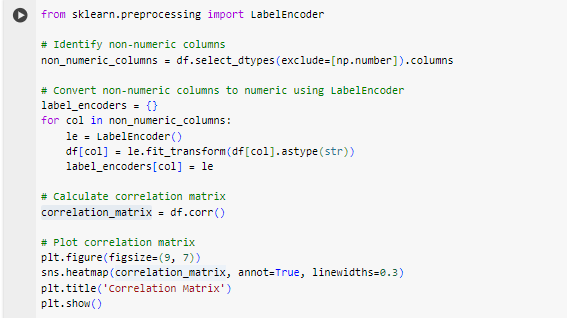 from sklearn.preprocessing import LabelEncoder
# Identify non-numeric columns
non_numeric_columns = df.select_dtypes(exclude=[np.number]).columns
# Convert non-numeric columns to numeric using LabelEncoder
label_encoders = {}
for col in non_numeric_columns:
    le = LabelEncoder()
    df[col] = le.fit_transform(df[col].astype(str))
    label_encoders[col] = le
# Calculate correlation matrix
correlation_matrix = df.corr()
# Plot correlation matrix
plt.figure(figsize=(9, 7))
sns.heatmap(correlation_matrix, annot=True, linewidths=0.3)
plt.title('Correlation Matrix')
plt.show()